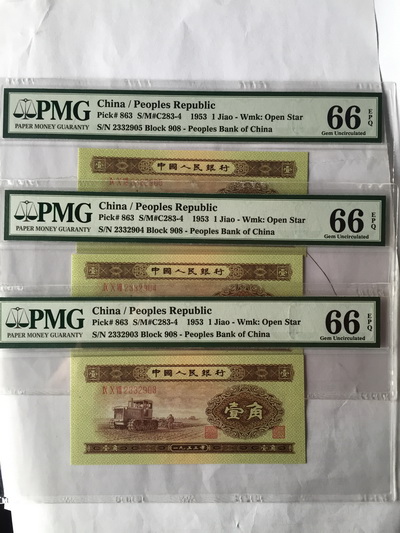 PMG
PAPER MONEY GUARANTY
China / Peoples Republic
Pick# 863 S/M#C283-4 1953 1 Jiao - Wmk: Open Star
S/N 2332905 Block 908 - Peoples Bank of China
66 EPQ
Gem Uncirculated
中國人民銀行
PMG
PAPER MONEY GUARANTY
China / Peoples Republic
Pick# 863 S/M#C283-4 1953 1 Jiao - Wmk: Open Star
S/N 2332904 Block 908 - Peoples Bank of China
66 EPQ
Gem Uncirculated
中國人民銀行
PMG
PAPER MONEY GUARANTY
China / Peoples Republic
Pick# 863 S/M#C283-4 1953 1 Jiao - Wmk: Open Star
S/N 2332903 Block 908 - Peoples Bank of China
66 EPQ
Gem Uncirculated
中國人民銀行
壹角
一九五三年